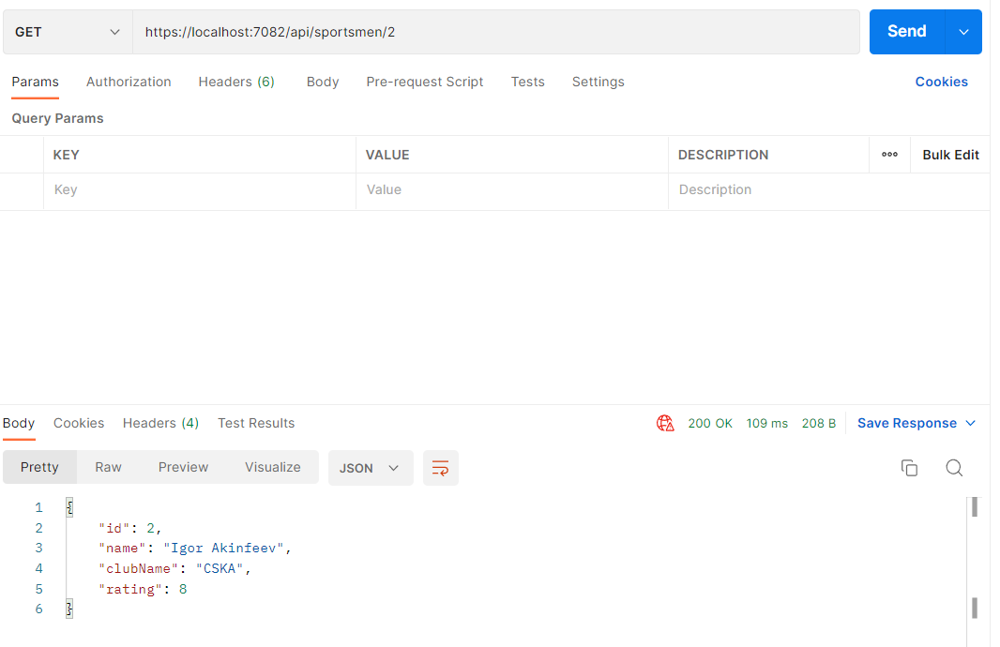 GET https://localhost:7082/api/sportsmen/2 Send
Params Authorization Headers (6) Body Pre-request Script Tests Settings Cookies
Query Params
KEY VALUE DESCRIPTION ooo Bulk Edit
Key Value Description
Body Cookies Headers (4) Test Results 200 OK 109 ms 208 B Save Response
Pretty Raw Preview Visualize JSON
1 {
2 "id": 2,
3 "name": "Igor Akinfeev",
4 "clubName": "CSKA",
5 "rating": 8
6 }